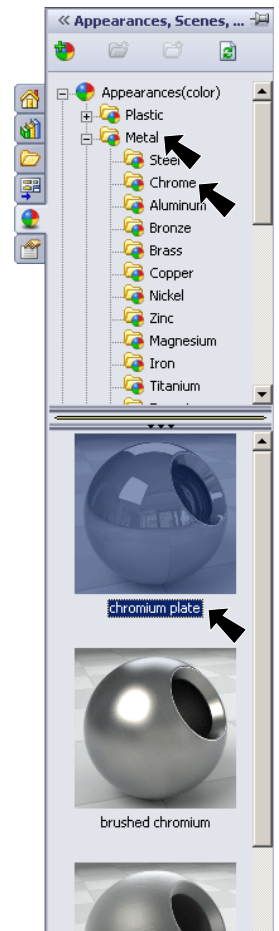 « Appearances, Scenes, ...
Appearances(color)
Plastic
Metal
Steel
Chrome
Aluminum
Bronze
Brass
Copper
Nickel
Zinc
Magnesium
Iron
Titanium
chromium plate
brushed chromium